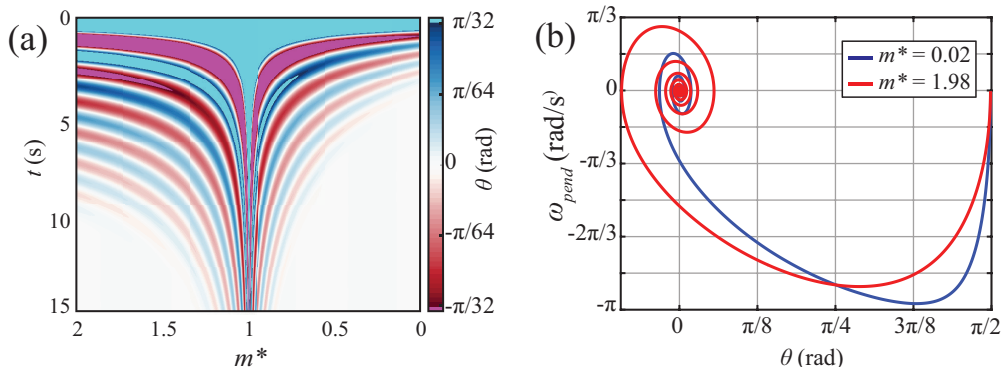 (a)
0
5
10
15
t (s)
2
1.5
1
0.5
0
m*
π/32
π/64
0
-π/64
-π/32
θ (rad)
(b)
π/3
0
-π/3
-2π/3
-π
ω_pend (rad/s)
0
π/8
π/4
3π/8
π/2
θ (rad)
m* = 0.02
m* = 1.98